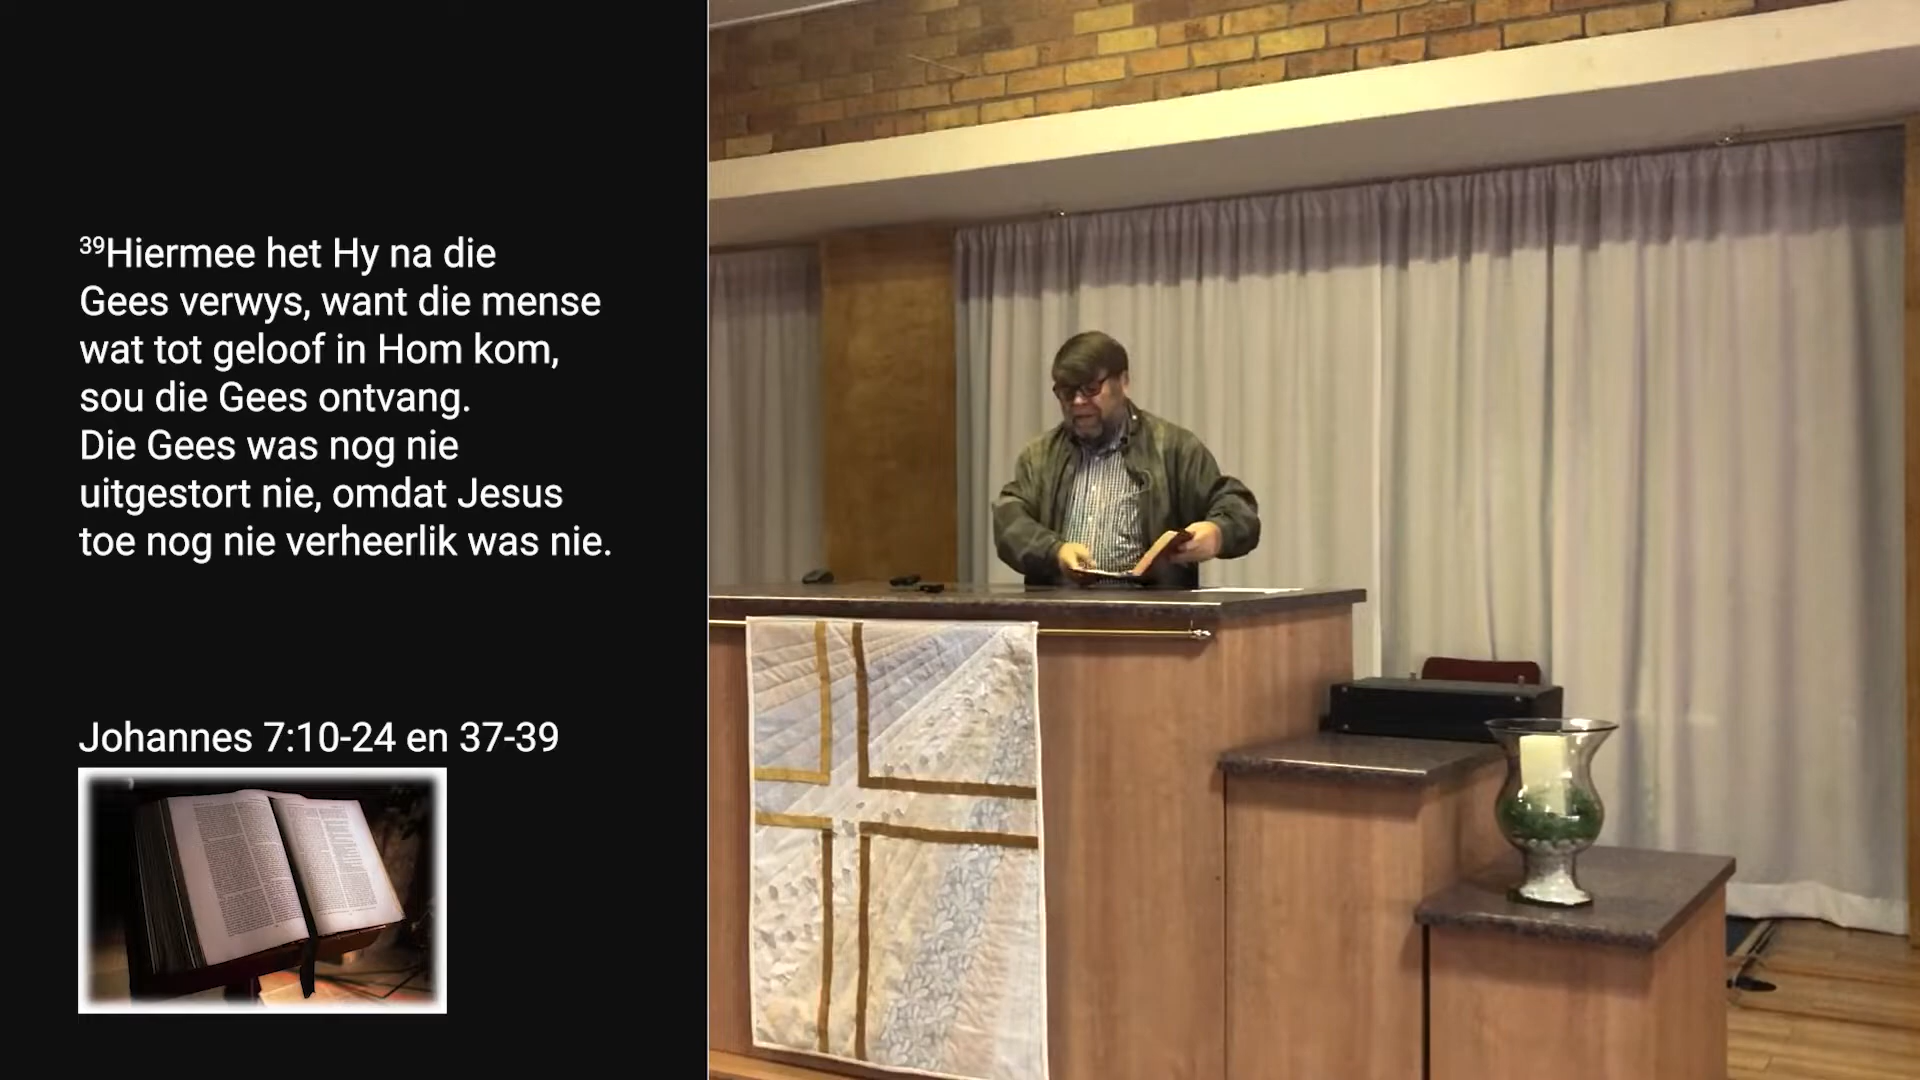 ³⁹Hiermee het Hy na die
Gees verwys, want die mense
wat tot geloof in Hom kom,
sou die Gees ontvang.
Die Gees was nog nie
uitgestort nie, omdat Jesus
toe nog nie verheerlik was nie.
Johannes 7:10-24 en 37-39